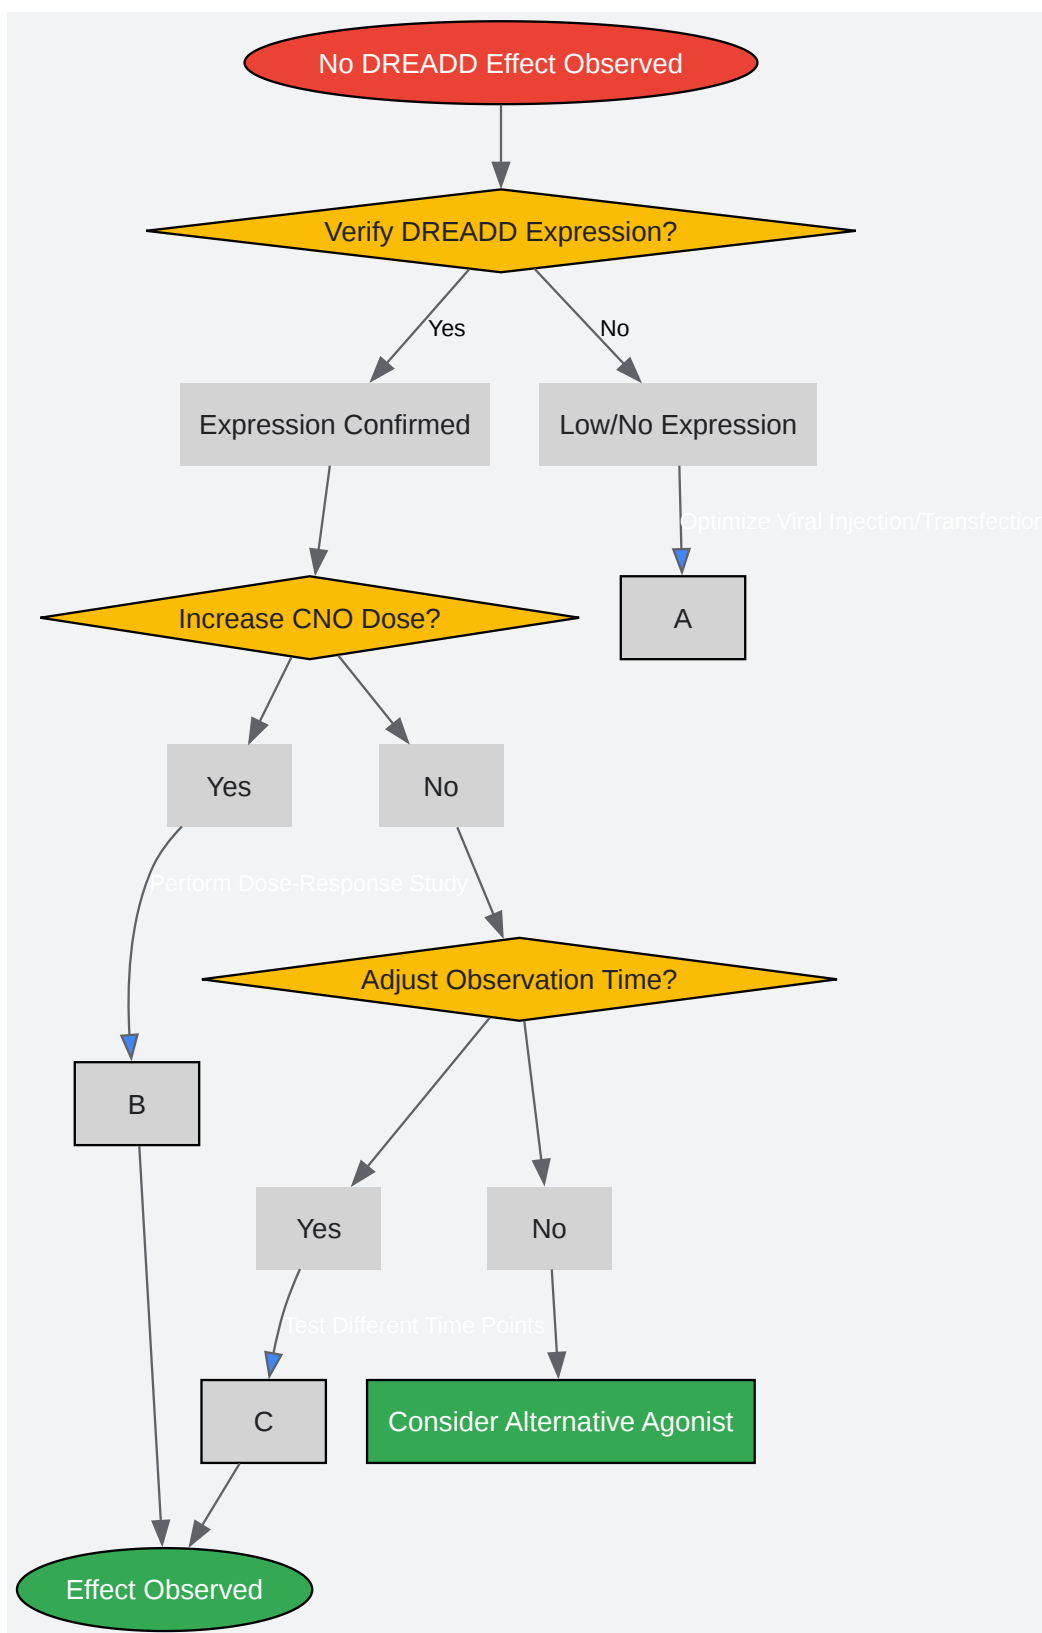 No DREADD Effect Observed
Verify DREADD Expression?
Yes
No
Expression Confirmed
Low/No Expression
Optimize Viral Injection/Transfection
Increase CNO Dose?
A
Yes
No
Perform Dose-Response Study
Adjust Observation Time?
B
Yes
No
Test Different Time Points
C
Consider Alternative Agonist
Effect Observed